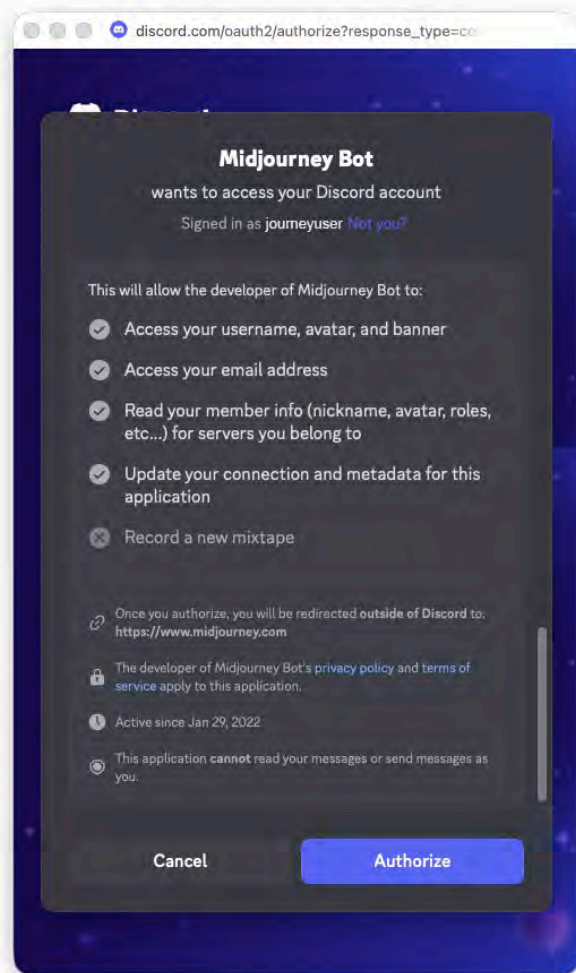 discord.com/oauth2/authorize?response_type=co
Midjourney Bot
wants to access your Discord account
Signed in as journeyuser Not you?
This will allow the developer of Midjourney Bot to:
Access your username, avatar, and banner
Access your email address
Read your member info (nickname, avatar, roles,
etc...) for servers you belong to
Update your connection and metadata for this
application
Record a new mixtape
Once you authorize, you will be redirected outside of Discord to:
https://www.midjourney.com
The developer of Midjourney Bot's privacy policy and terms of
service apply to this application.
Active since Jan 29, 2022
This application cannot read your messages or send messages as
you.
Cancel
Authorize